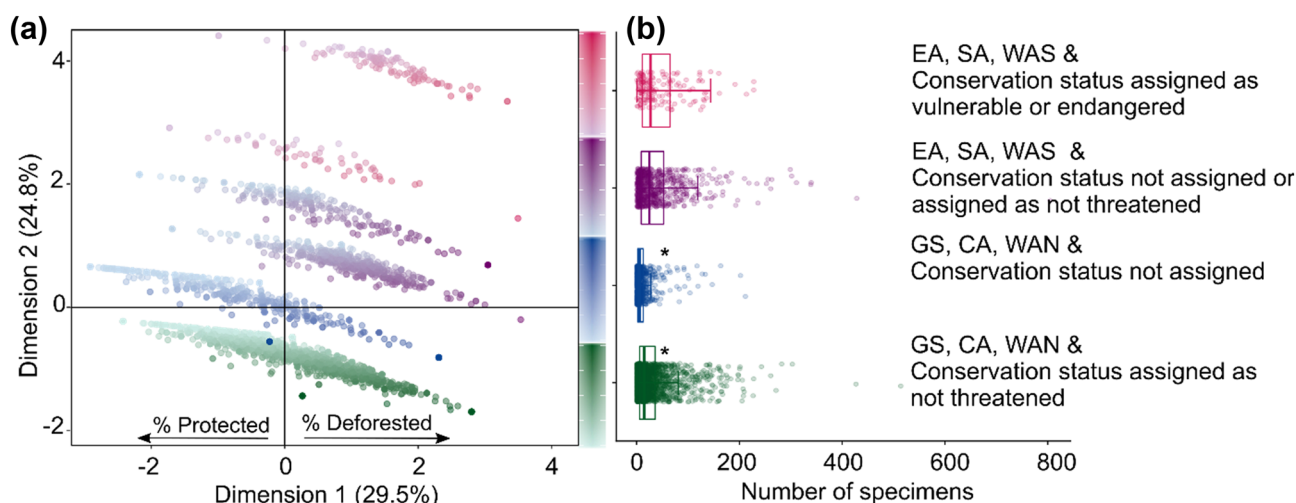 (a)
4
2
0
-2
Dimension 2 (24.8%)
% Protected
% Deforested
-2
0
2
4
Dimension 1 (29.5%)
(b)
EA, SA, WAS &
Conservation status assigned as
vulnerable or endangered
EA, SA, WAS &
Conservation status not assigned or
assigned as not threatened
*
GS, CA, WAN &
Conservation status not assigned
*
GS, CA, WAN &
Conservation status assigned as
not threatened
0
200
400
600
800
Number of specimens